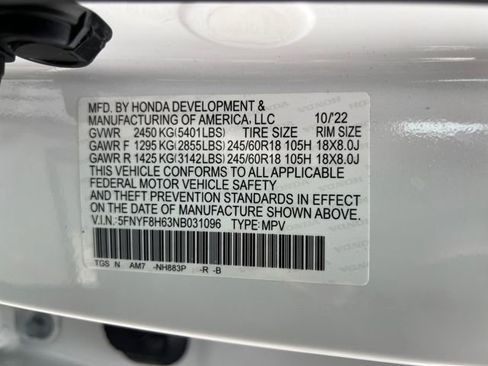 MFD. BY HONDA DEVELOPMENT &
MANUFACTURING OF AMERICA, LLC 10/'22
GVWR 2450 KG(5401LBS) TIRE SIZE RIM SIZE
GAWR F 1295 KG(2855LBS) 245/60R18 105H 18X8.0J
GAWR R 1425 KG(3142LBS) 245/60R18 105H 18X8.0J
THIS VEHICLE CONFORMS TO ALL APPLICABLE
FEDERAL MOTOR VEHICLE SAFETY
AND THEFT PREVENTION STANDARDS IN EFFECT
ON THE DATE OF MANUFACTURE SHOWN ABOVE.
V.I.N.: 5FNYF8H63NB031096 TYPE: MPV
TGS N AM7 -NH883P -R -B